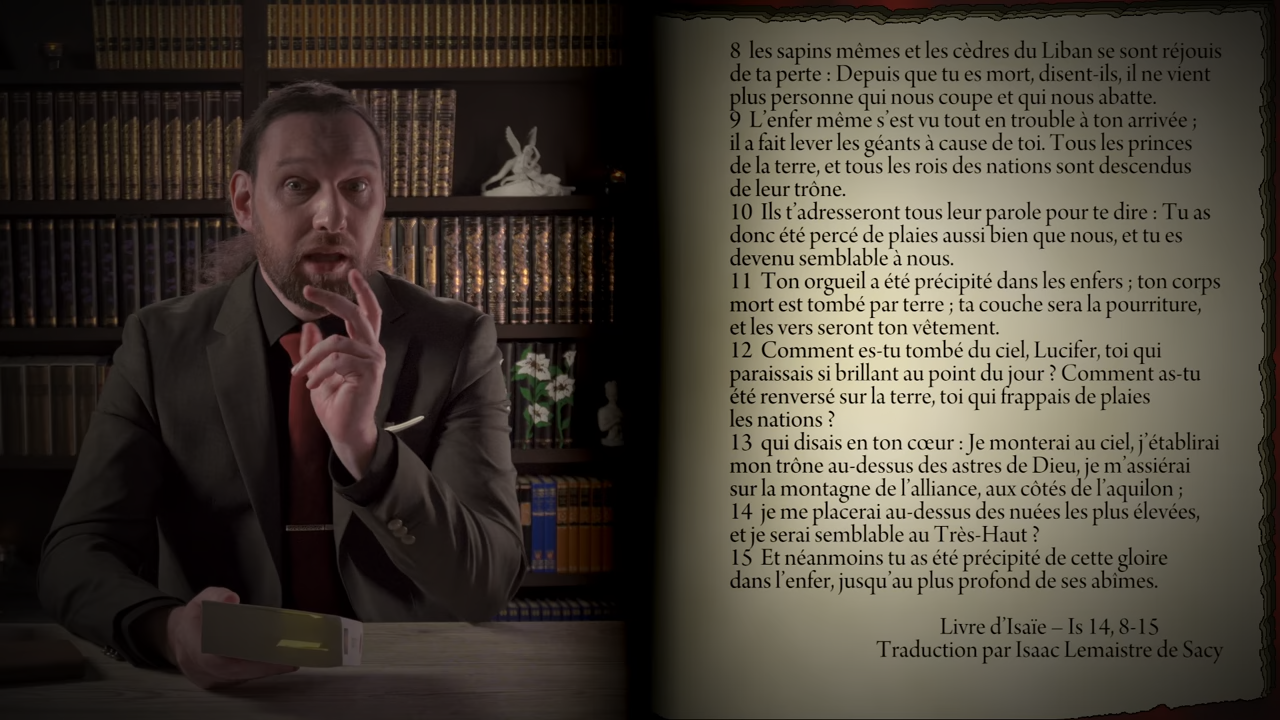 8 les sapins mêmes et les cèdres du Liban se sont réjouis
de ta perte : Depuis que tu es mort, disent-ils, il ne vient
plus personne qui nous coupe et qui nous abatte.
9 L'enfer même s'est vu tout en trouble à ton arrivée ;
il a fait lever les géants à cause de toi. Tous les princes
de la terre, et tous les rois des nations sont descendus
de leur trône.
10 Ils t'adresseront tous leur parole pour te dire : Tu as
donc été percé de plaies aussi bien que nous, et tu es
devenu semblable à nous.
11 Ton orgueil a été précipité dans les enfers ; ton corps
mort est tombé par terre ; ta couche sera la pourriture,
et les vers seront ton vêtement.
12 Comment es-tu tombé du ciel, Lucifer, toi qui
paraissais si brillant au point du jour ? Comment as-tu
été renversé sur la terre, toi qui frappais de plaies
les nations ?
13 qui disais en ton cœur : Je monterai au ciel, j'établirai
mon trône au-dessus des astres de Dieu, je m'assiérai
sur la montagne de l'alliance, aux côtés de l'aquilon ;
14 je me placerai au-dessus des nuées les plus élevées,
et je serai semblable au Très-Haut ?
15 Et néanmoins tu as été précipité de cette gloire
dans l'enfer, jusqu'au plus profond de ses abîmes.
Livre d'Isaïe – Is 14, 8-15
Traduction par Isaac Lemaistre de Sacy